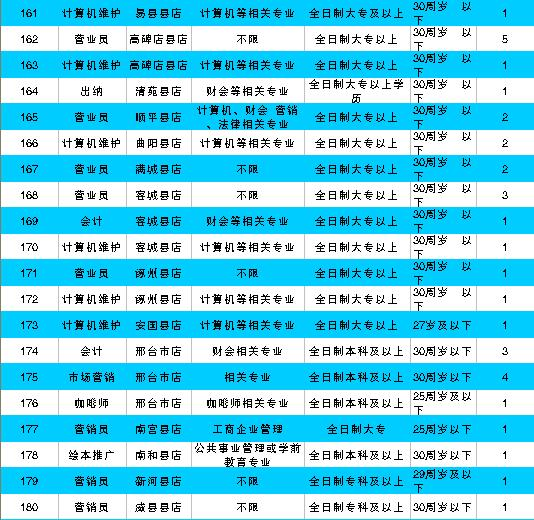 161 计算机维护 易县县店 计算机等相关专业 全日制大专及以上 30周岁 以下 1
162 营业员 高碑店县店 不限 全日制大专以上 30周岁 以下 5
163 计算机维护 高碑店县店 计算机等相关专业 全日制大专以上 30周岁 以下 1
164 出纳 清苑县店 财会等相关专业 全日制大专以上学历 30周岁 以下 1
165 营业员 顺平县店 计算机、财会 营销、法律相关专业 全日制大专以上 30周岁 以下 2
166 计算机维护 曲阳县店 计算机等相关专业 全日制大专以上 30周岁 以下 2
167 营业员 满城县店 不限 全日制大专以上 30周岁 以下 2
168 营业员 容城县店 不限 全日制大专以上 30周岁 以下 3
169 会计 容城县店 财会等相关专业 全日制大专以上 30周岁 以下 1
170 计算机维护 容城县店 计算机等相关专业 全日制大专以上 30周岁 以下 1
171 营业员 涿州县店 不限 全日制大专以上 30周岁 以下 1
172 计算机维护 涿州县店 计算机等相关专业 全日制大专以上 30周岁 以下 1
173 计算机维护 安国县店 计算机等相关专业 全日制大专以上 27岁及以下 1
174 会计 邢台市店 财会相关专业 全日制本科及以上 30周岁以下 3
175 市场营销 邢台市店 相关专业 全日制本科及以上 30周岁以下 4
176 咖啡师 邢台市店 咖啡师相关专业 全日制本科及以上 25周岁及以下 1
177 营销员 南宫县店 工商企业管理 全日制大专 25周岁以下 1
178 绘本推广 南和县店 公共事业管理或学前教育专业 全日制本科及以上 30周岁以下 1
179 营销员 新河县店 不限 全日制专科及以上 29周岁及以下 1
180 营销员 威县县店 不限 全日制专科及以上 30周岁以下 1